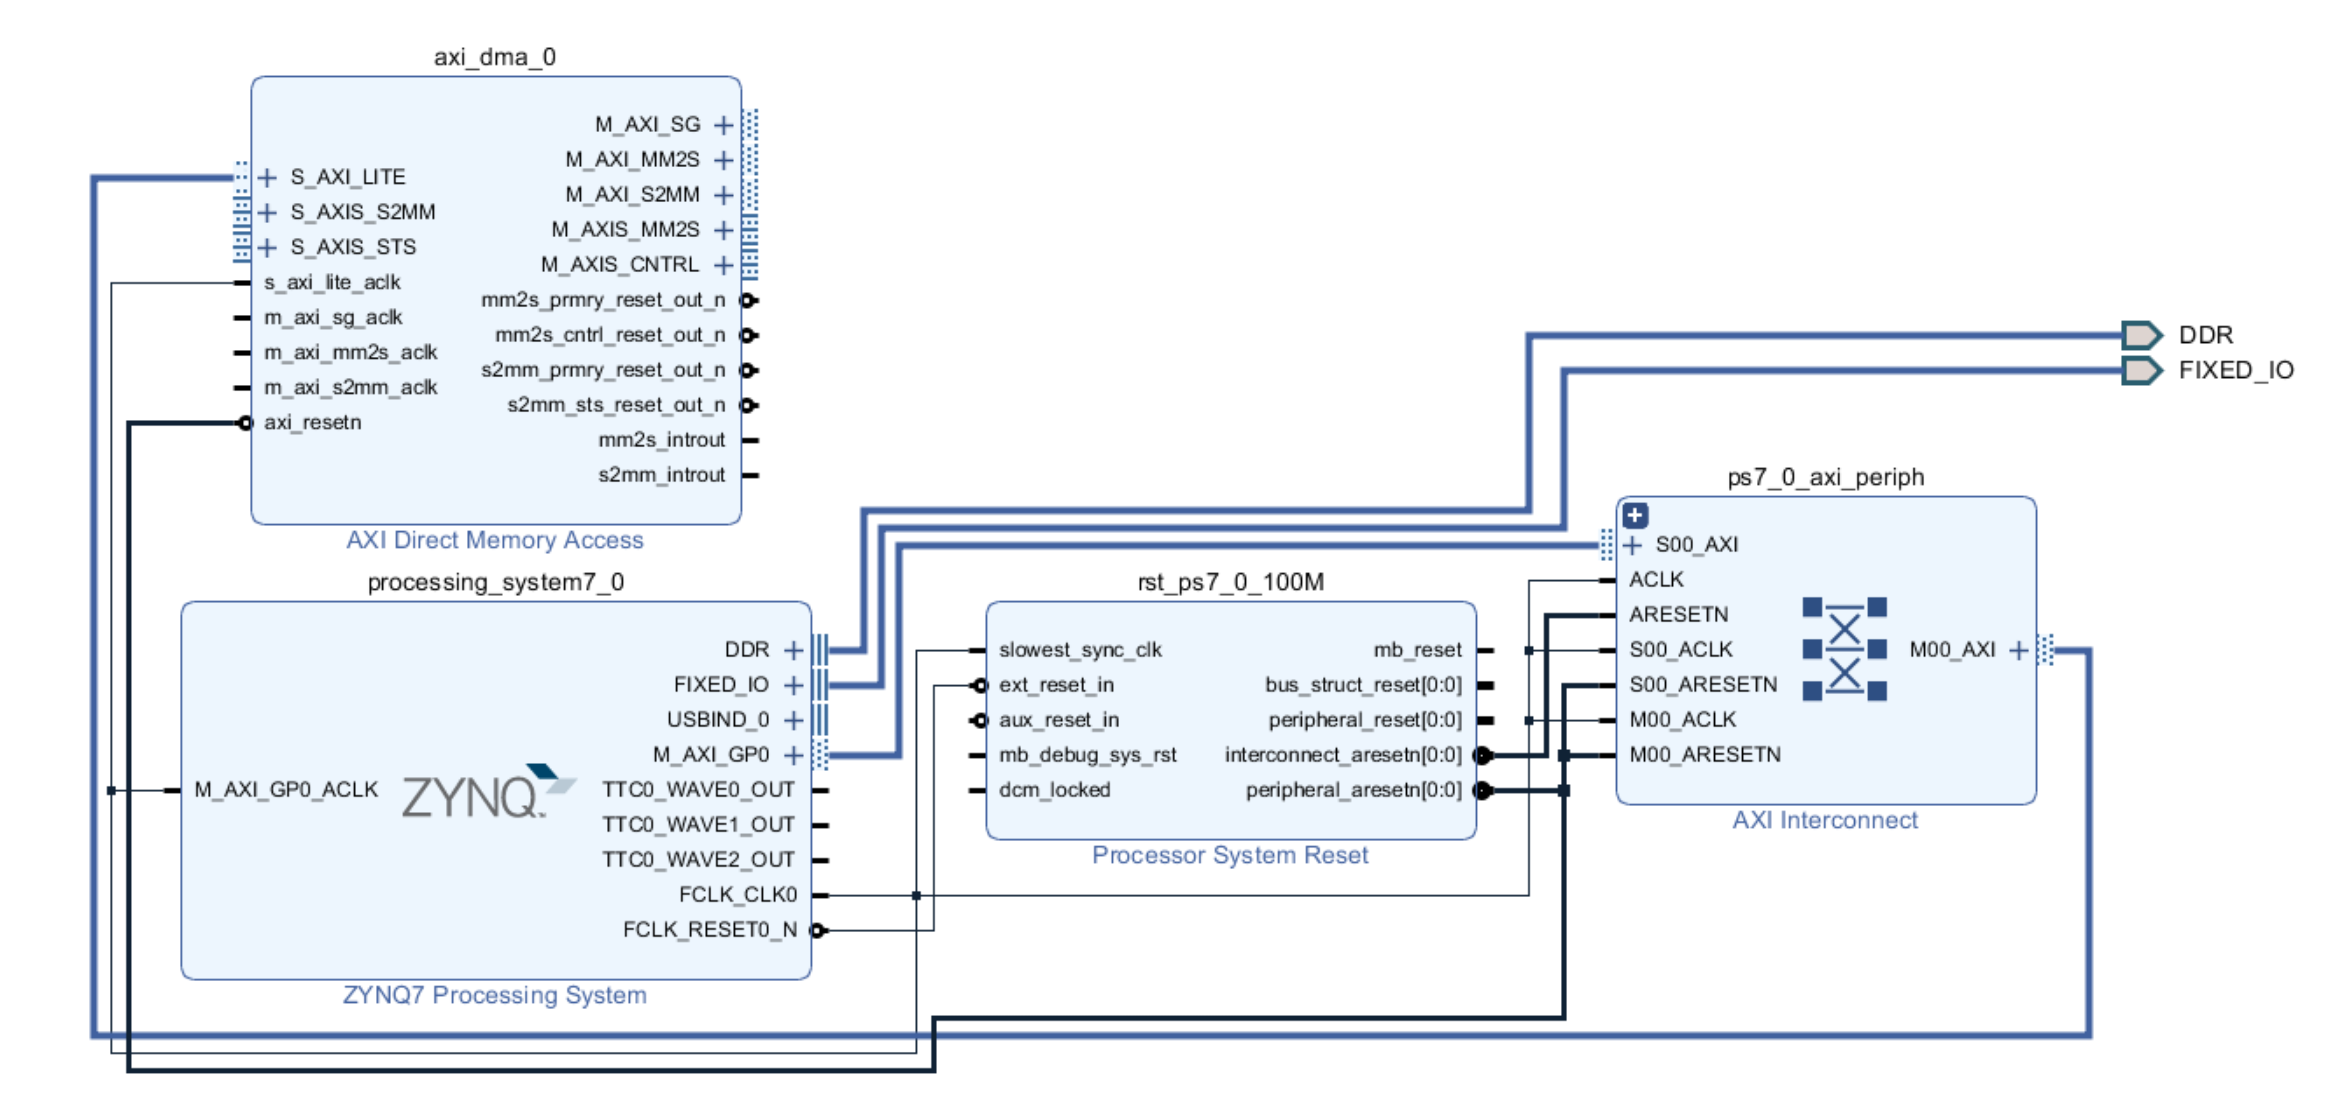 axi_dma_0
S_AXI_LITE
S_AXIS_S2MM
S_AXIS_STS
s_axi_lite_aclk
m_axi_sg_aclk
m_axi_mm2s_aclk
m_axi_s2mm_aclk
axi_resetn
M_AXI_SG
M_AXI_MM2S
M_AXI_S2MM
M_AXIS_MM2S
M_AXIS_CNTRL
mm2s_prmry_reset_out_n
mm2s_cntrl_reset_out_n
s2mm_prmry_reset_out_n
s2mm_sts_reset_out_n
mm2s_introut
s2mm_introut
AXI Direct Memory Access
DDR
FIXED_IO
processing_system7_0
M_AXI_GP0_ACLK
ZYNQ
DDR
FIXED_IO
USBIND_0
M_AXI_GP0
TTC0_WAVE0_OUT
TTC0_WAVE1_OUT
TTC0_WAVE2_OUT
FCLK_CLK0
FCLK_RESET0_N
ZYNQ7 Processing System
rst_ps7_0_100M
slowest_sync_clk
ext_reset_in
aux_reset_in
mb_debug_sys_rst
dcm_locked
mb_reset
bus_struct_reset[0:0]
peripheral_reset[0:0]
interconnect_aresetn[0:0]
peripheral_aresetn[0:0]
Processor System Reset
ps7_0_axi_periph
S00_AXI
ACLK
ARESETN
S00_ACLK
S00_ARESETN
M00_ACLK
M00_ARESETN
M00_AXI
AXI Interconnect